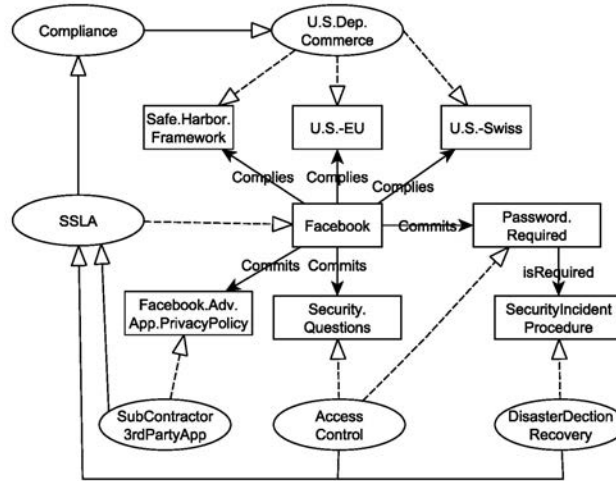 Compliance
U.S.Dep.
Commerce
Safe.Harbor.
Framework
U.S.-EU
U.S.-Swiss
Complies
Complies
Complies
SSLA
Facebook
Commits
Password.
Required
Commits
Commits
isRequired
Facebook.Adv.
App.PrivacyPolicy
Security.
Questions
SecurityIncident
Procedure
SubContractor
3rdPartyApp
Access
Control
DisasterDection
Recovery